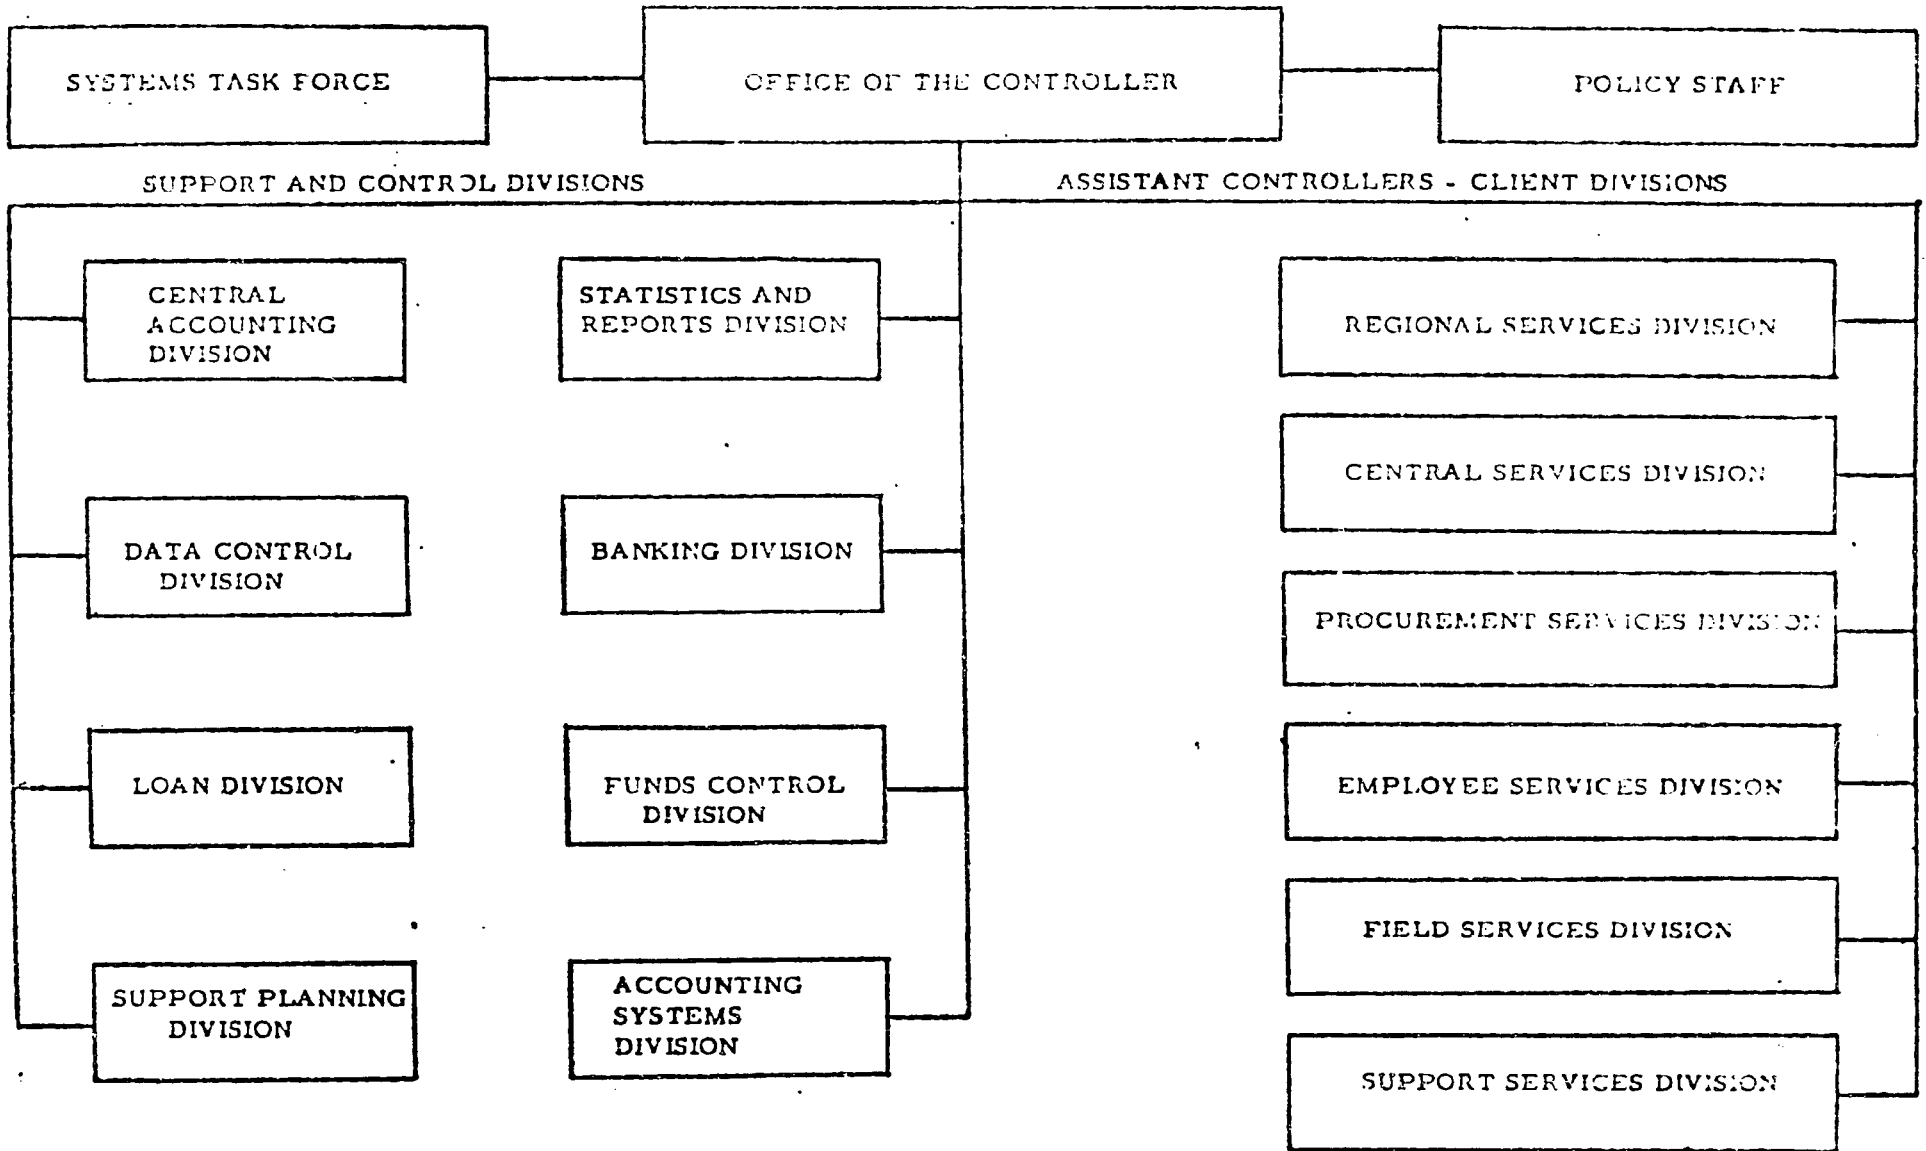 SYSTEMS TASK FORCE
OFFICE OF THE CONTROLLER
POLICY STAFF
SUPPORT AND CONTROL DIVISIONS
ASSISTANT CONTROLLERS - CLIENT DIVISIONS
CENTRAL
ACCOUNTING
DIVISION
STATISTICS AND
REPORTS DIVISION
REGIONAL SERVICES DIVISION
CENTRAL SERVICES DIVISION
DATA CONTROL
DIVISION
BANKING DIVISION
PROCUREMENT SERVICES DIVISION
LOAN DIVISION
FUNDS CONTROL
DIVISION
EMPLOYEE SERVICES DIVISION
FIELD SERVICES DIVISION
SUPPORT PLANNING
DIVISION
ACCOUNTING
SYSTEMS
DIVISION
SUPPORT SERVICES DIVISION